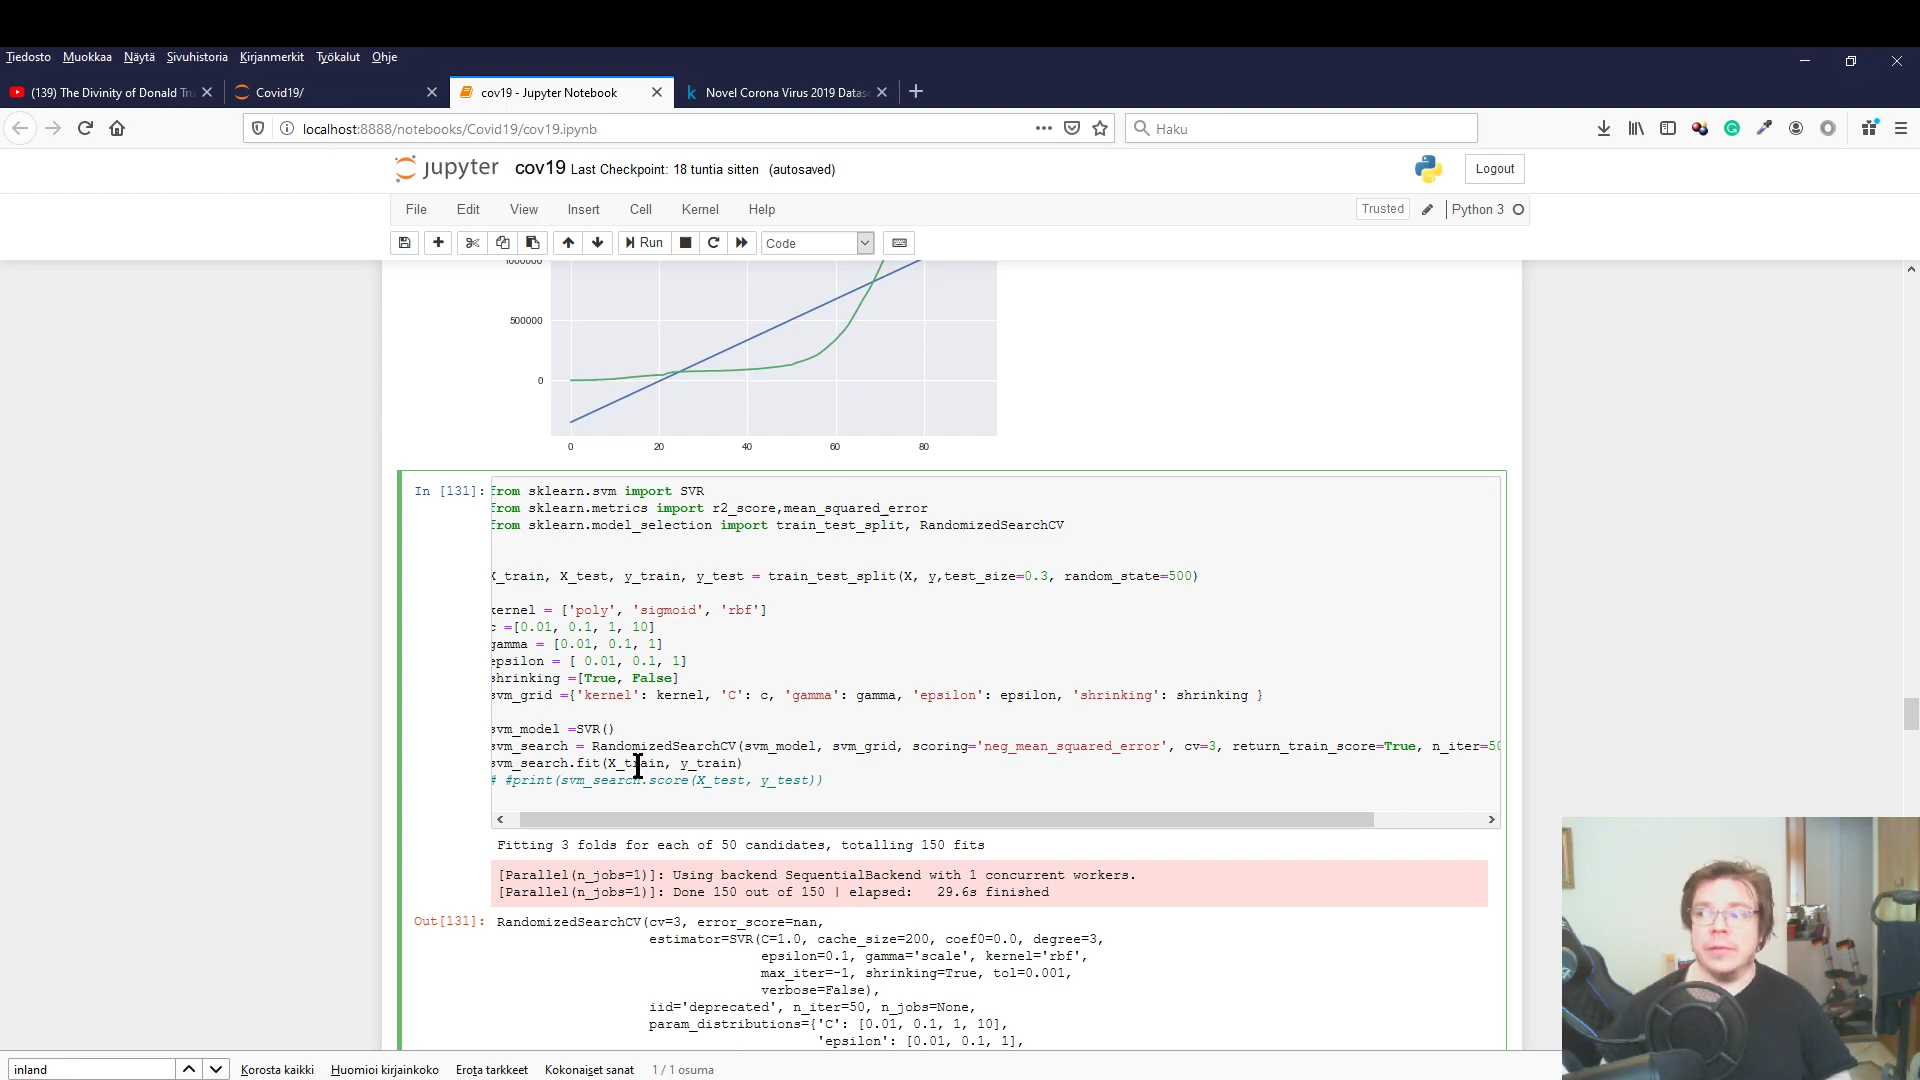 Tiedosto Muokkaa Näytä Sivuhistoria Kirjanmerkit Työkalut Ohje
(139) The Divinity of Donald Tru
Covid19/
cov19 - Jupyter Notebook
Novel Corona Virus 2019 Datas
localhost:8888/notebooks/Covid19/cov19.ipynb
Haku
jupyter cov19 Last Checkpoint: 18 tuntia sitten (autosaved)
Logout
File Edit View Insert Cell Kernel Help
Trusted
Python 3
Run
Code
1000000
500000
0
0 20 40 60 80
In [131]:
from sklearn.svm import SVR
from sklearn.metrics import r2_score,mean_squared_error
from sklearn.model_selection import train_test_split, RandomizedSearchCV
X_train, X_test, y_train, y_test = train_test_split(X, y,test_size=0.3, random_state=500)
kernel = ['poly', 'sigmoid', 'rbf']
c =[0.01, 0.1, 1, 10]
gamma = [0.01, 0.1, 1]
epsilon = [ 0.01, 0.1, 1]
shrinking =[True, False]
svm_grid ={'kernel': kernel, 'C': c, 'gamma': gamma, 'epsilon': epsilon, 'shrinking': shrinking }
svm_model =SVR()
svm_search = RandomizedSearchCV(svm_model, svm_grid, scoring='neg_mean_squared_error', cv=3, return_train_score=True, n_iter=50
svm_search.fit(X_train, y_train)
# #print(svm_search.score(X_test, y_test))
Fitting 3 folds for each of 50 candidates, totalling 150 fits
[Parallel(n_jobs=1)]: Using backend SequentialBackend with 1 concurrent workers.
[Parallel(n_jobs=1)]: Done 150 out of 150 | elapsed: 29.6s finished
Out[131]: RandomizedSearchCV(cv=3, error_score=nan,
estimator=SVR(C=1.0, cache_size=200, coef0=0.0, degree=3,
epsilon=0.1, gamma='scale', kernel='rbf',
max_iter=-1, shrinking=True, tol=0.001,
verbose=False),
iid='deprecated', n_iter=50, n_jobs=None,
param_distributions={'C': [0.01, 0.1, 1, 10],
'epsilon': [0.01, 0.1, 1],
inland
Korosta kaikki Huomioi kirjainkoko Erota tarkkeet Kokonaiset sanat 1 / 1 osuma